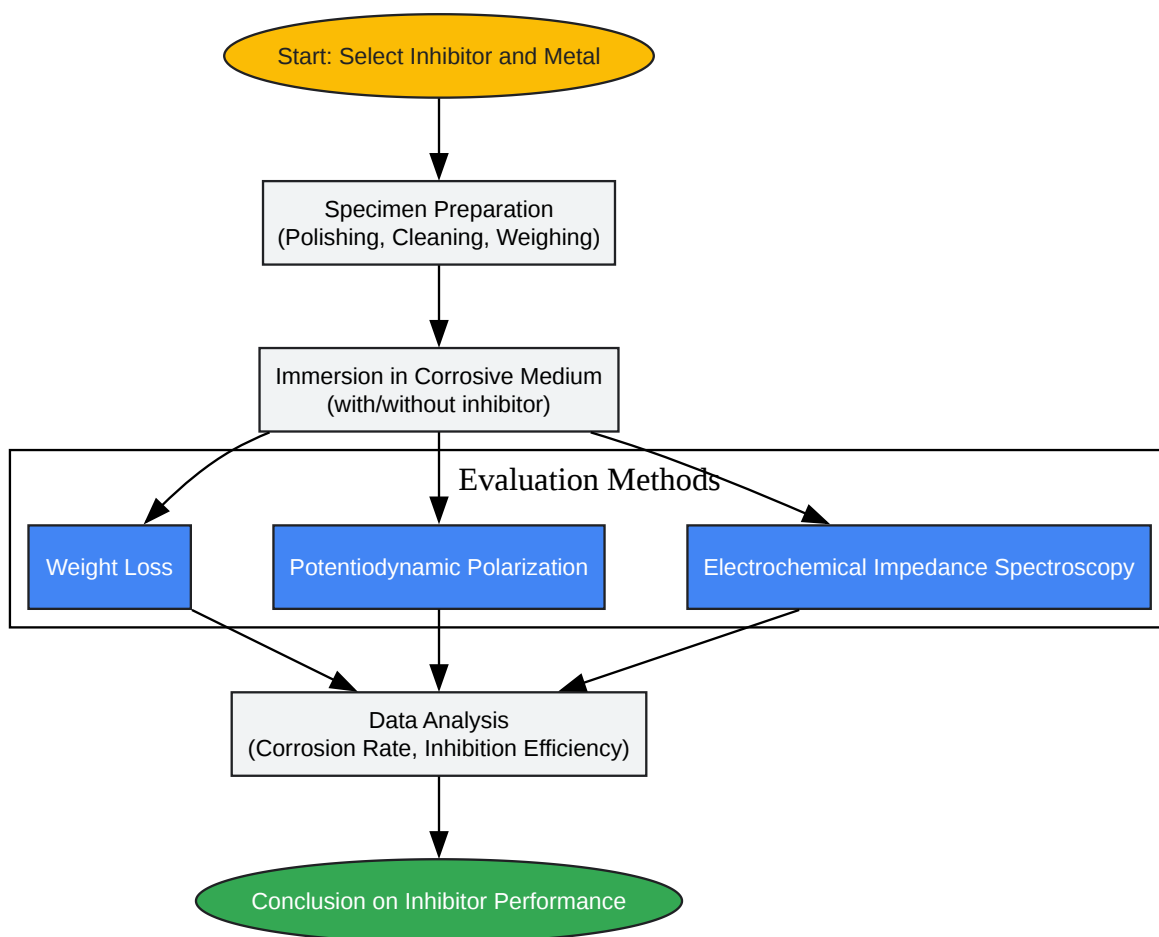 Start: Select Inhibitor and Metal
Specimen Preparation
(Polishing, Cleaning, Weighing)
Immersion in Corrosive Medium
(with/without inhibitor)
Evaluation Methods
Weight Loss
Potentiodynamic Polarization
Electrochemical Impedance Spectroscopy
Data Analysis
(Corrosion Rate, Inhibition Efficiency)
Conclusion on Inhibitor Performance